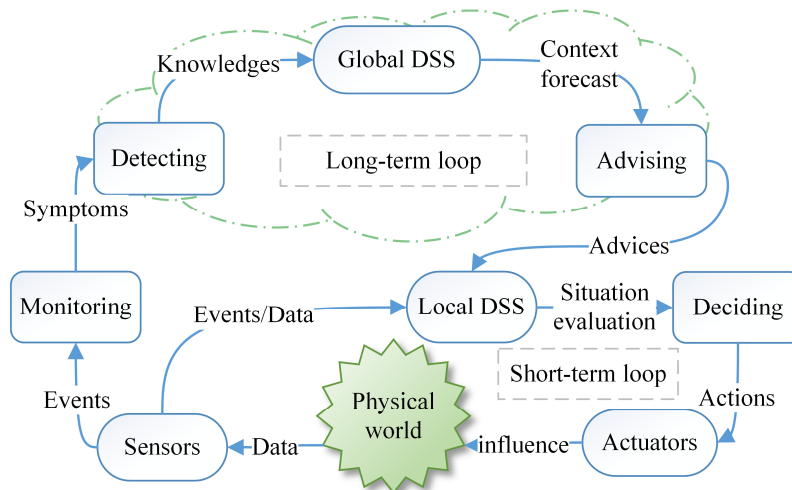 Knowledges
Global DSS
Context
forecast
Detecting
Long-term loop
Advising
Symptoms
Advices
Monitoring
Events/Data
Local DSS
Situation
evaluation
Deciding
Short-term loop
Physical
world
Events
Actions
Sensors
Data
influence
Actuators